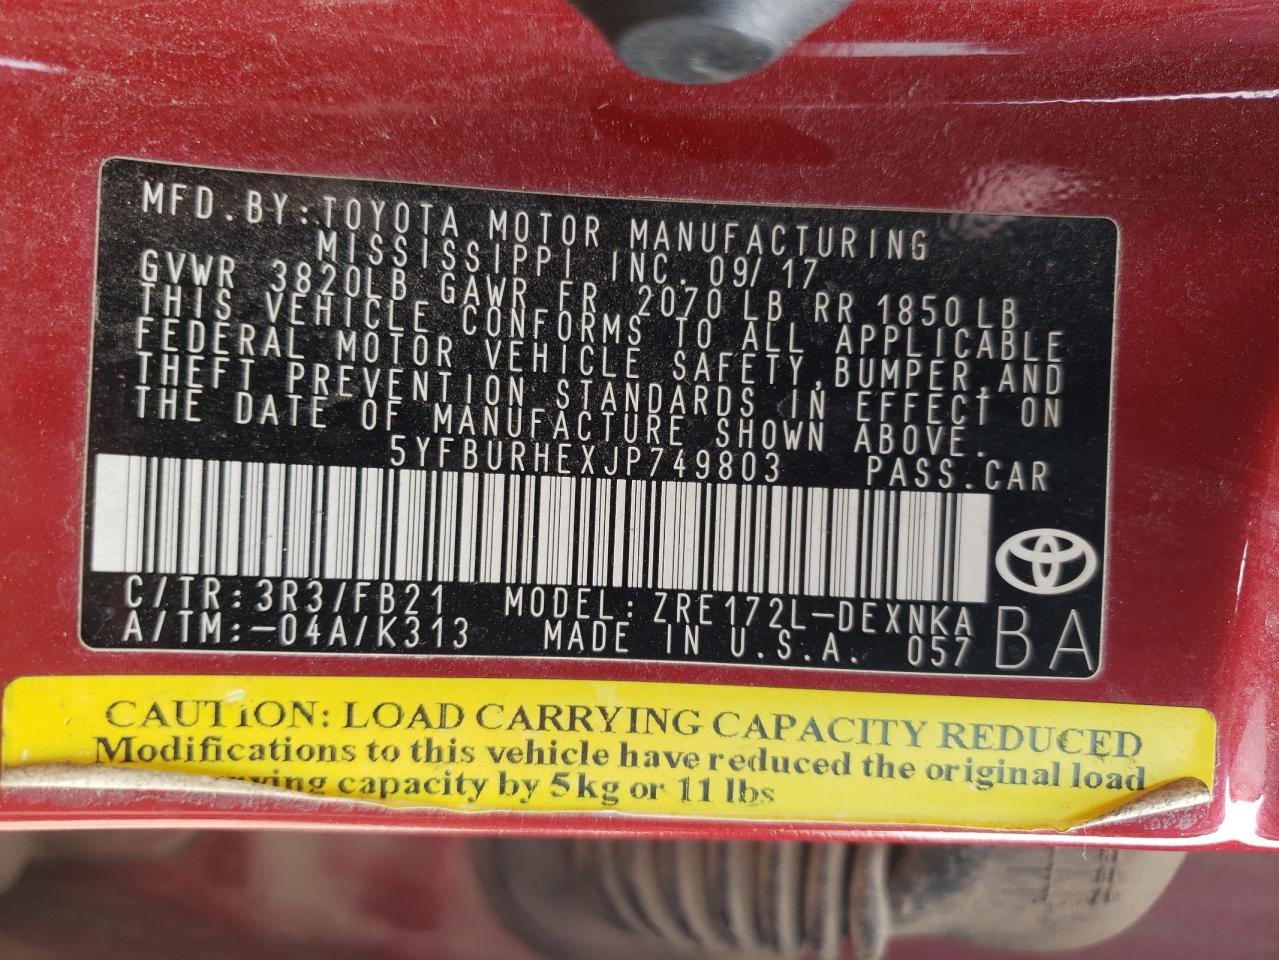 MFD.BY:TOYOTA MOTOR MANUFACTURING
MISSISSIPPI INC. 09/17
GVWR 3820LB GAWR FR 2070 LB RR 1850LB
THIS VEHICLE CONFORMS TO ALL APPLICABLE
FEDERAL MOTOR VEHICLE SAFETY,BUMPER,AND
THEFT PREVENTION STANDARDS IN EFFECT ON
THE DATE OF MANUFACTURE SHOWN ABOVE.
5YFBURHEXJP749803 PASS.CAR
C/TR:3R3/FB21 MODEL:ZRE172L-DEXNKA
A/TM:-04A/K313 MADE IN U.S.A. 057 BA
CAUTION: LOAD CARRYING CAPACITY REDUCED
Modifications to this vehicle have reduced the original load
capacity by 5kg or 11 lbs